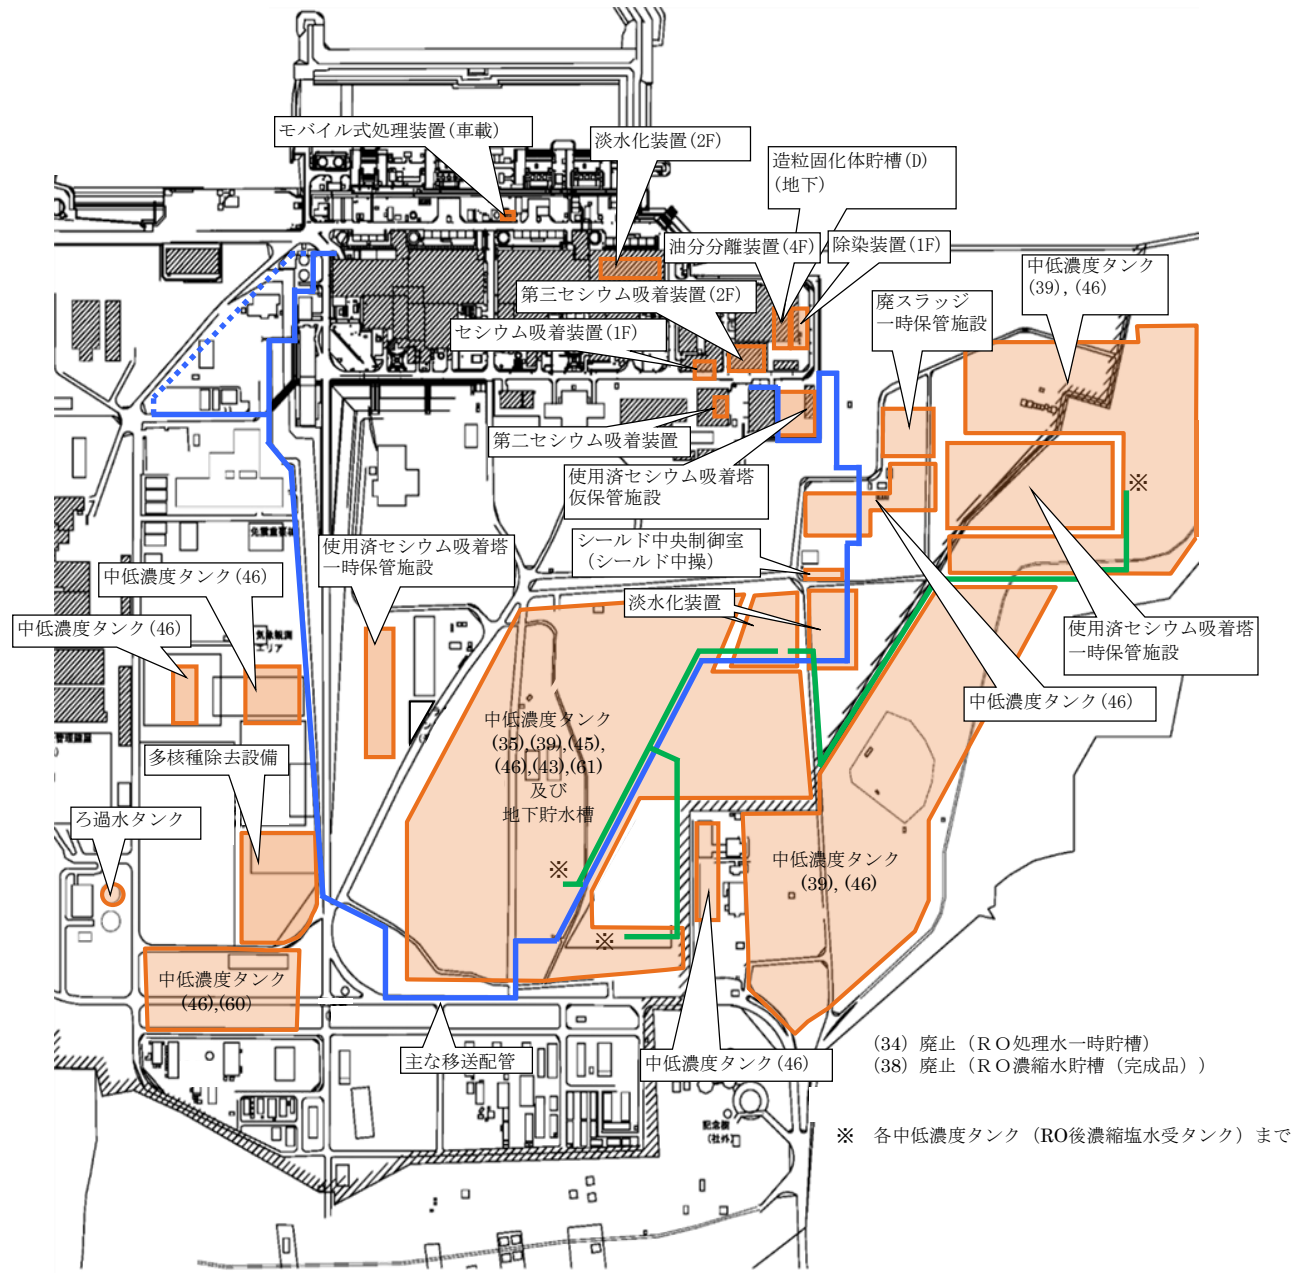 モバイル式処理装置(車載)
淡水化装置(2F)
造粒固化体貯槽(D)
(地下)
油分分離装置(4F)
除染装置(1F)
中低濃度タンク
(39), (46)
第三セシウム吸着装置(2F)
廃スラッジ
一時保管施設
セシウム吸着装置(1F)
第二セシウム吸着装置
使用済セシウム吸着塔
仮保管施設
※
シールド中央制御室
(シールド中操)
使用済セシウム吸着塔
一時保管施設
中低濃度タンク(46)
淡水化装置
中低濃度タンク(46)
使用済セシウム吸着塔
一時保管施設
気象観測
エリア
中低濃度タンク(46)
中低濃度タンク
(35),(39),(45),
(46),(43),(61)
及び
地下貯水槽
多核種除去設備
ろ過水タンク
中低濃度タンク
(39), (46)
※
※
中低濃度タンク
(46),(60)
主な移送配管
中低濃度タンク(46)
(34) 廃止（ＲＯ処理水一時貯槽）
(38) 廃止（ＲＯ濃縮水貯槽（完成品））
※　各中低濃度タンク（RO後濃縮塩水受タンク）まで
(社外)